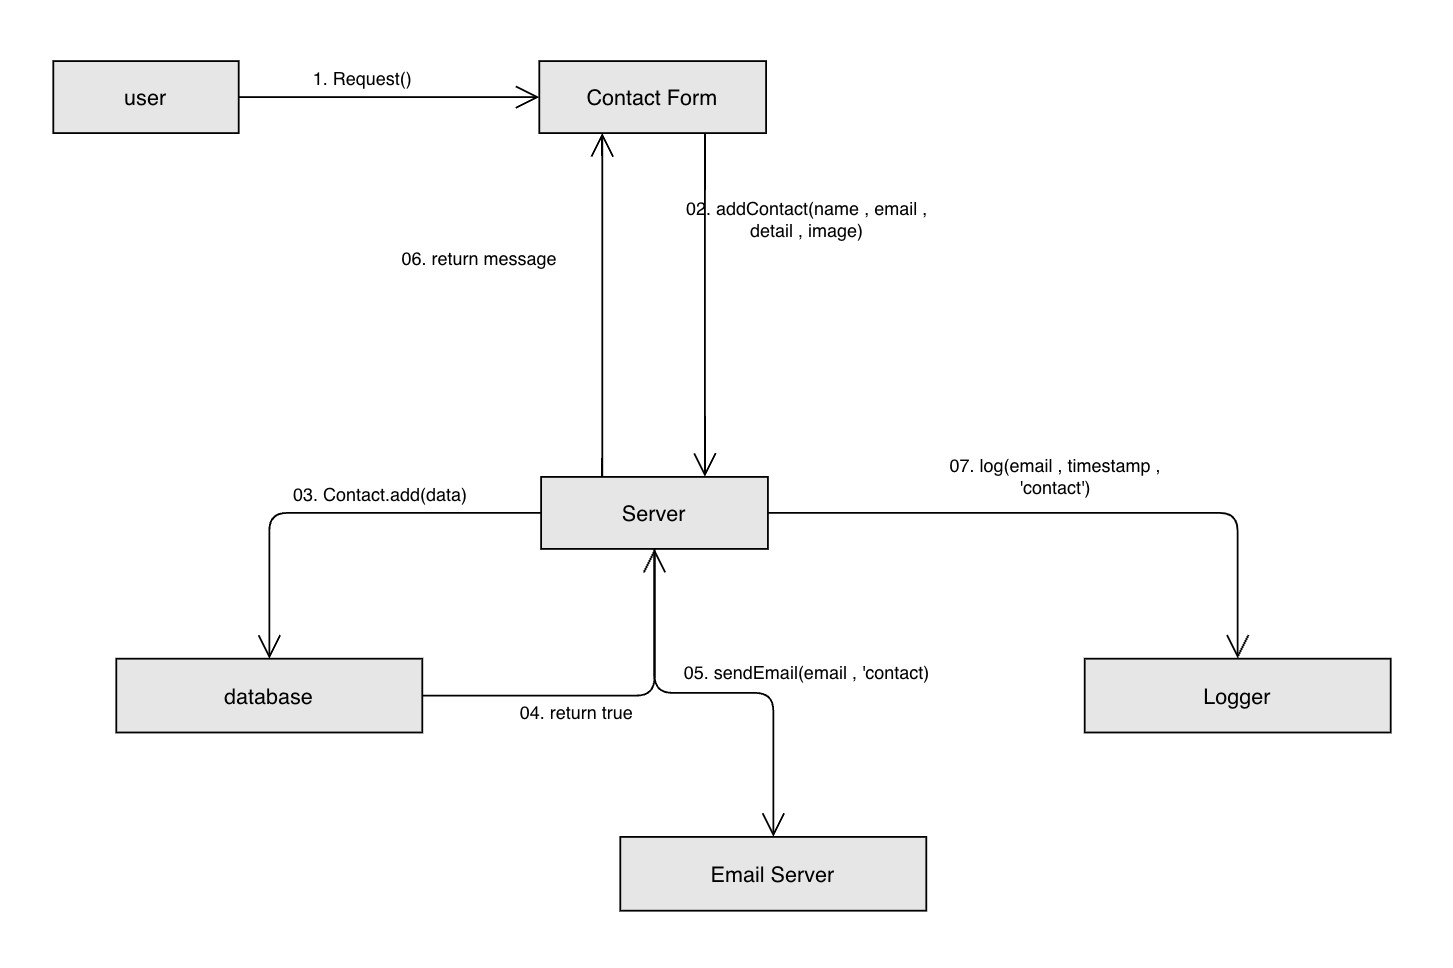 user
1. Request()
Contact Form
02. addContact(name , email ,
detail , image)
06. return message
07. log(email , timestamp ,
'contact')
03. Contact.add(data)
Server
05. sendEmail(email , 'contact)
database
04. return true
Logger
Email Server